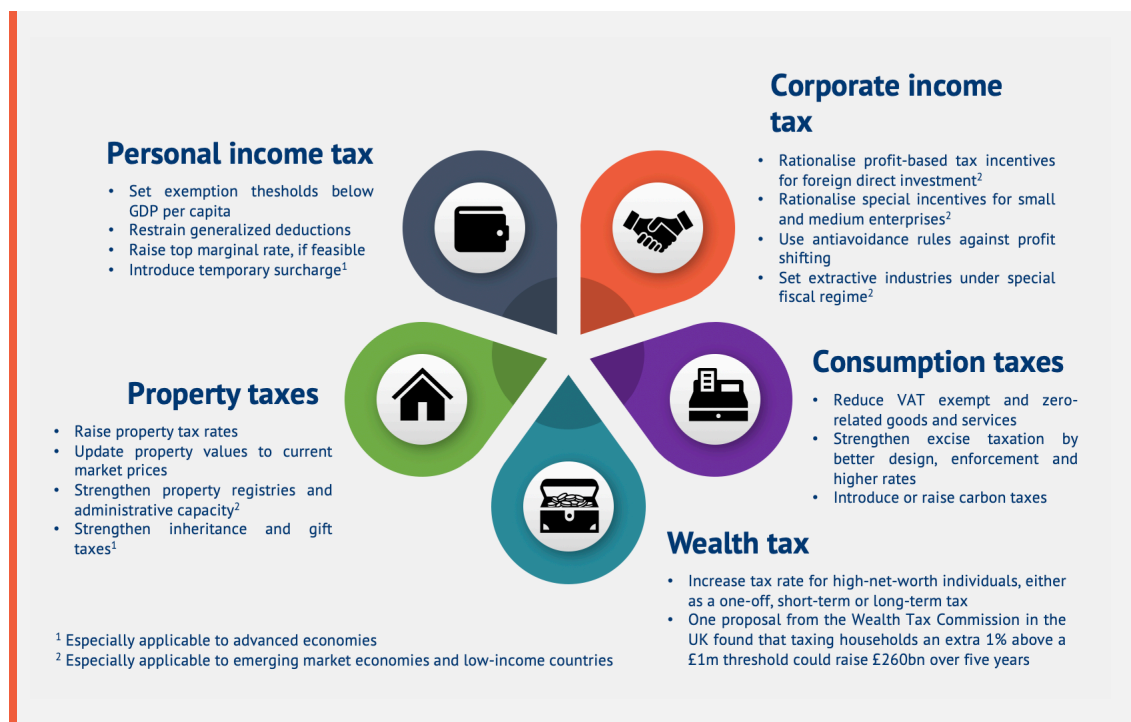 Personal income tax
• Set exemption thesholds below
GDP per capita
• Restrain generalized deductions
• Raise top marginal rate, if feasible
• Introduce temporary surcharge¹
Corporate income
tax
• Rationalise profit-based tax incentives
for foreign direct investment²
• Rationalise special incentives for small
and medium enterprises²
• Use antiavoidance rules against profit
shifting
• Set extractive industries under special
fiscal regime²
Property taxes
• Raise property tax rates
• Update property values to current
market prices
• Strengthen property registries and
administrative capacity²
• Strengthen inheritance and gift
taxes¹
Consumption taxes
• Reduce VAT exempt and zero-
related goods and services
• Strengthen excise taxation by
better design, enforcement and
higher rates
• Introduce or raise carbon taxes
Wealth tax
• Increase tax rate for high-net-worth individuals, either
as a one-off, short-term or long-term tax
• One proposal from the Wealth Tax Commission in the
UK found that taxing households an extra 1% above a
£1m threshold could raise £260bn over five years
¹ Especially applicable to advanced economies
² Especially applicable to emerging market economies and low-income countries